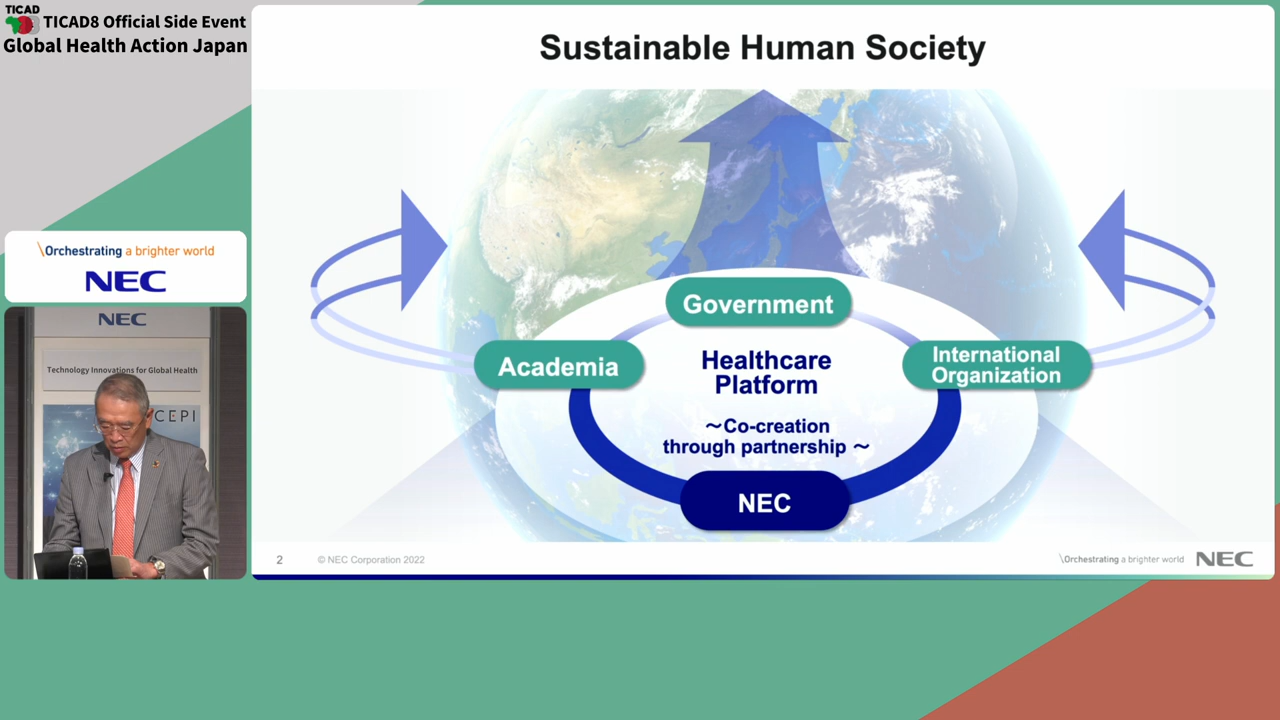 TICAD
TICAD8 Official Side Event
Global Health Action Japan
\Orchestrating a brighter world
NEC
NEC
Technology Innovations for Global Health
CEPI
Sustainable Human Society
Government
Academia
International
Organization
Healthcare
Platform
～Co-creation
through partnership ～
NEC
2
© NEC Corporation 2022
\Orchestrating a brighter world NEC